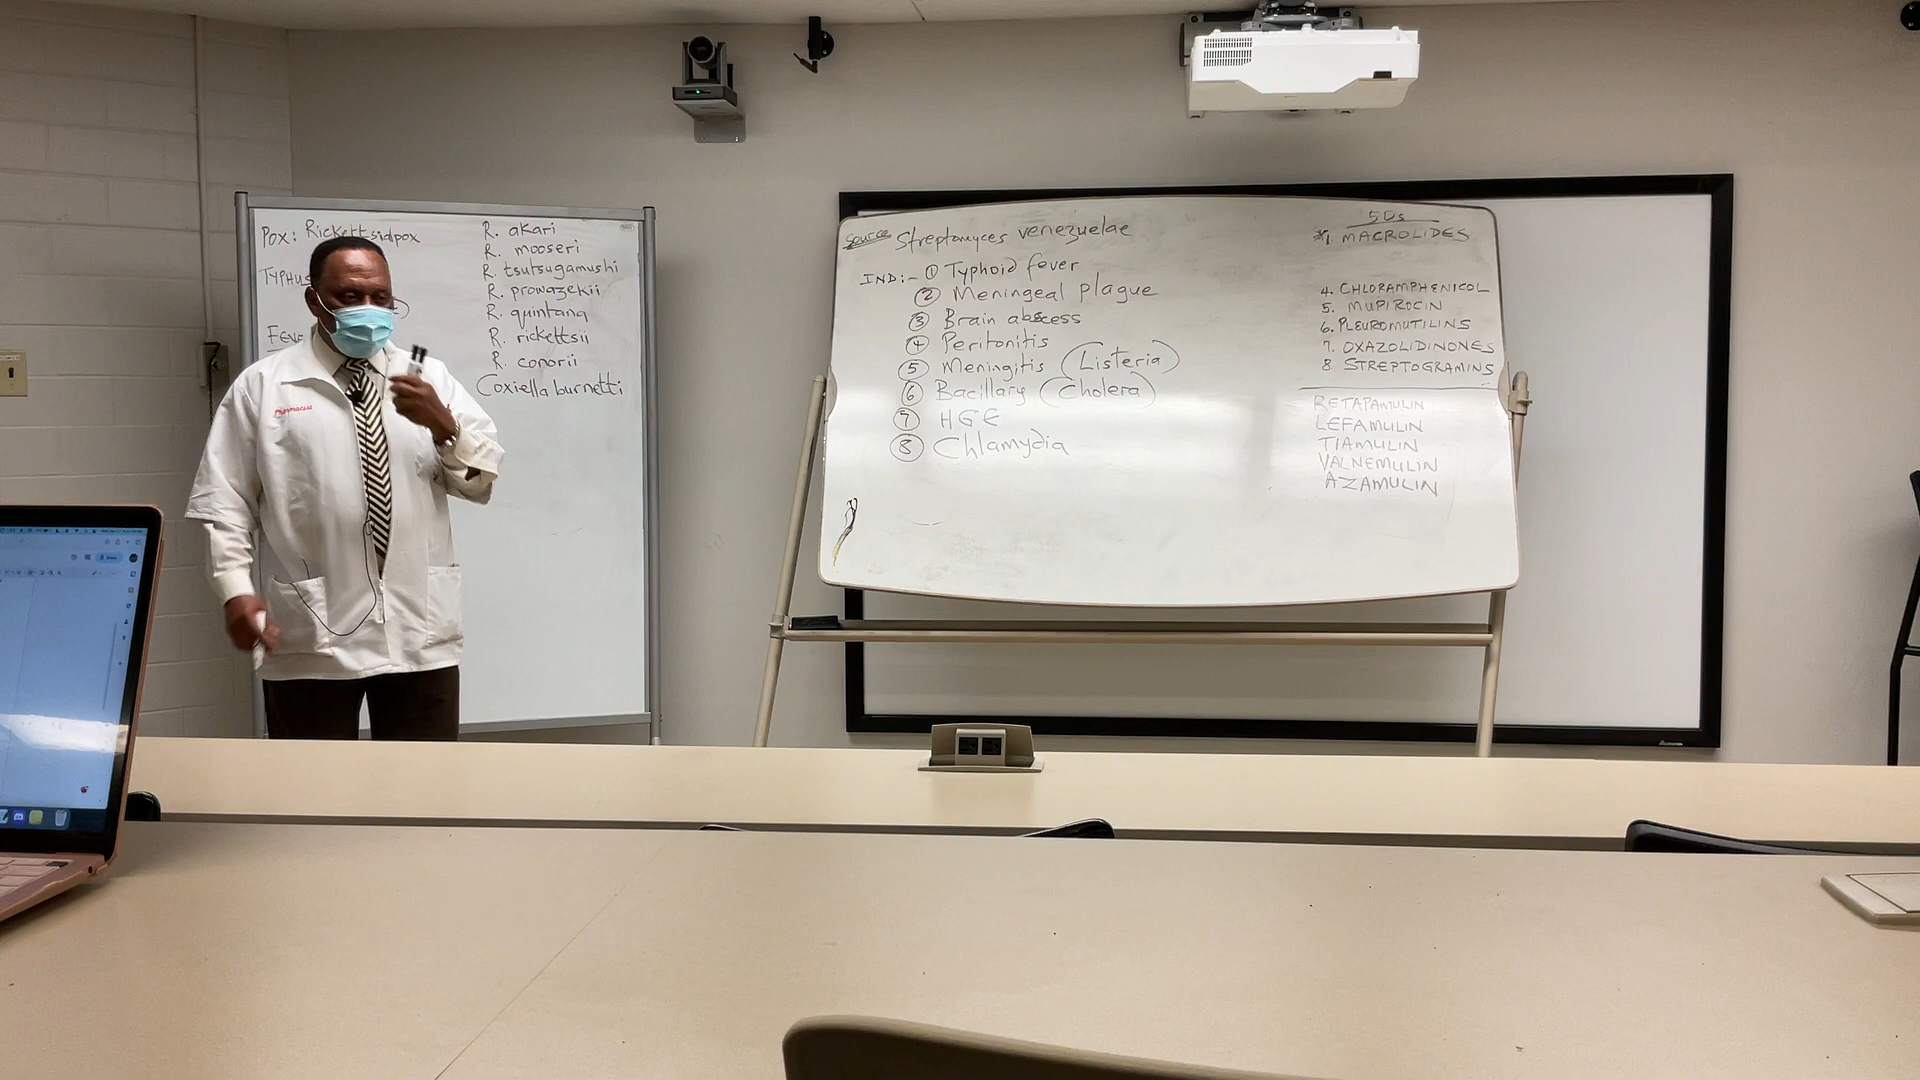 Pox: Rickettsialpox
TYPHUS
FEVE
R. akari
R. mooseri
R. tsutsugamushi
R. prowazekii
R. quintana
R. rickettsii
R. conorii
Coxiella burnetti
Pharmacist
Source Streptomyces venezuelae
IND:- ① Typhoid fever
② Meningeal plague
③ Brain abscess
④ Peritonitis
⑤ Meningitis (Listeria)
⑥ Bacillary (Cholera)
⑦ HGE
⑧ Chlamydia
50s
*1. MACROLIDES
4. CHLORAMPHENICOL
5. MUPIROCIN
6. PLEUROMUTILINS
7. OXAZOLIDINONES
8 STREPTOGRAMINS
RETAPAMULIN
LEFAMULIN
TIAMULIN
VALNEMULIN
AZAMULIN